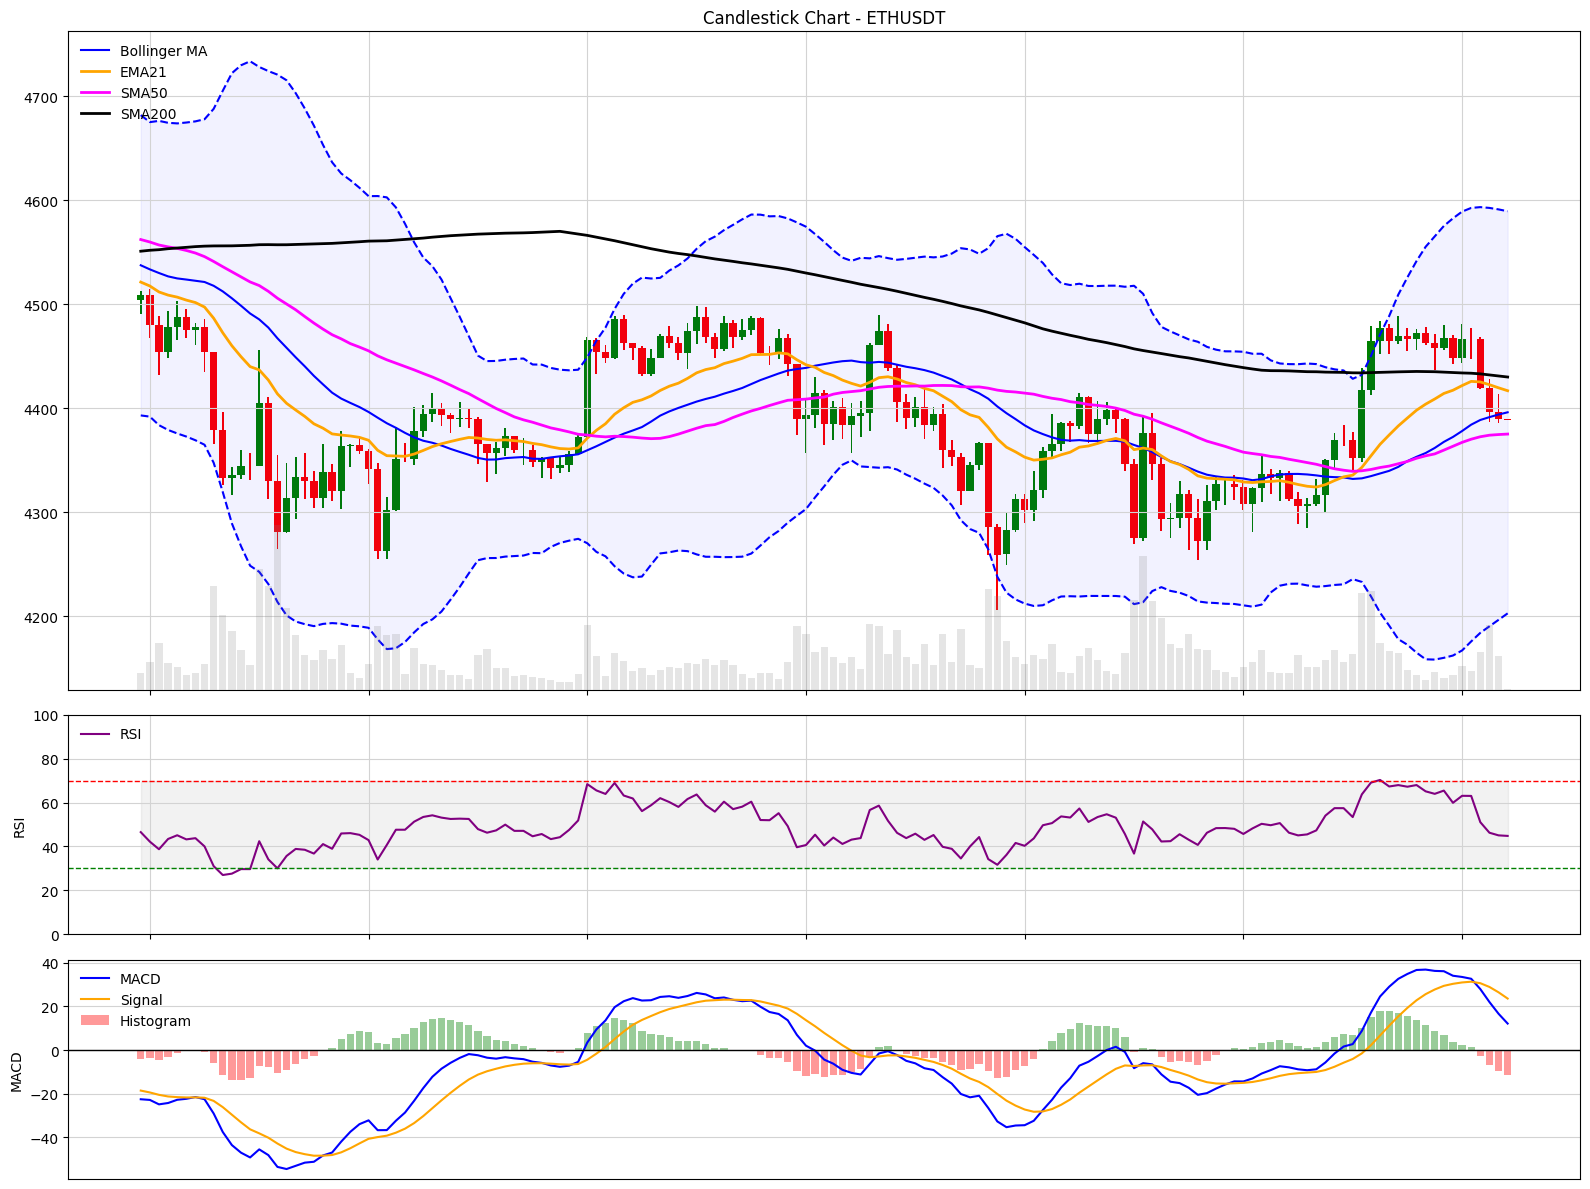 Candlestick Chart - ETHUSDT
Bollinger MA
EMA21
SMA50
SMA200
4700
4600
4500
4400
4300
4200
RSI
100
80
60
40
20
0
RSI
MACD
Signal
Histogram
40
20
0
−20
−40
MACD